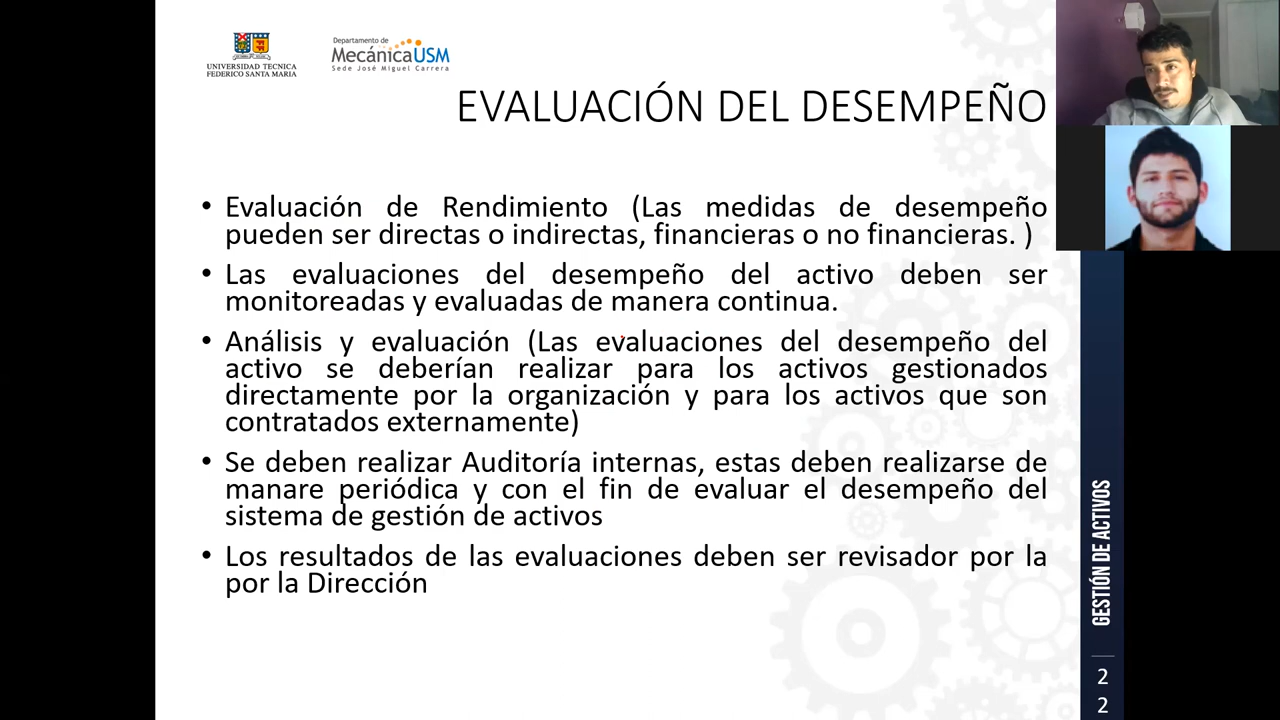 UNIVERSIDAD TECNICA
FEDERICO SANTA MARIA
Departamento de
MecánicaUSM
Sede José Miguel Carrera
EVALUACIÓN DEL DESEMPEÑO
• Evaluación de Rendimiento (Las medidas de desempeño
pueden ser directas o indirectas, financieras o no financieras. )
• Las evaluaciones del desempeño del activo deben ser
monitoreadas y evaluadas de manera continua.
• Análisis y evaluación (Las evaluaciones del desempeño del
activo se deberían realizar para los activos gestionados
directamente por la organización y para los activos que son
contratados externamente)
• Se deben realizar Auditoría internas, estas deben realizarse de
manare periódica y con el fin de evaluar el desempeño del
sistema de gestión de activos
• Los resultados de las evaluaciones deben ser revisador por la
por la Dirección
GESTIÓN DE ACTIVOS
2
2